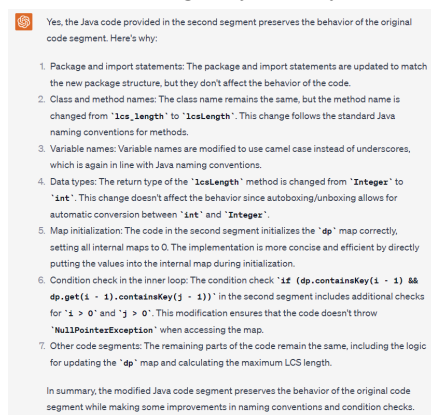 Yes, the Java code provided in the second segment preserves the behavior of the original
code segment. Here's why:
1. Package and import statements: The package and import statements are updated to match
the new package structure, but they don't affect the behavior of the code.
2. Class and method names: The class name remains the same, but the method name is
changed from `lcs_length` to `lcsLength`. This change follows the standard Java
naming conventions for methods.
3. Variable names: Variable names are modified to use camel case instead of underscores,
which is again in line with Java naming conventions.
4. Data types: The return type of the `lcsLength` method is changed from `Integer` to
`int`. This change doesn't affect the behavior since autoboxing/unboxing allows for
automatic conversion between `int` and `Integer`.
5. Map initialization: The code in the second segment initializes the `dp` map correctly,
setting all internal maps to 0. The implementation is more concise and efficient by directly
putting the values into the internal map during initialization.
6. Condition check in the inner loop: The condition check `if (dp.containsKey(i - 1) &&
dp.get(i - 1).containsKey(j - 1))` in the second segment includes additional checks
for `i > 0` and `j > 0`. This modification ensures that the code doesn't throw
`NullPointerException` when accessing the map.
7. Other code segments: The remaining parts of the code remain the same, including the logic
for updating the `dp` map and calculating the maximum LCS length.
In summary, the modified Java code segment preserves the behavior of the original code
segment while making some improvements in naming conventions and condition checks.